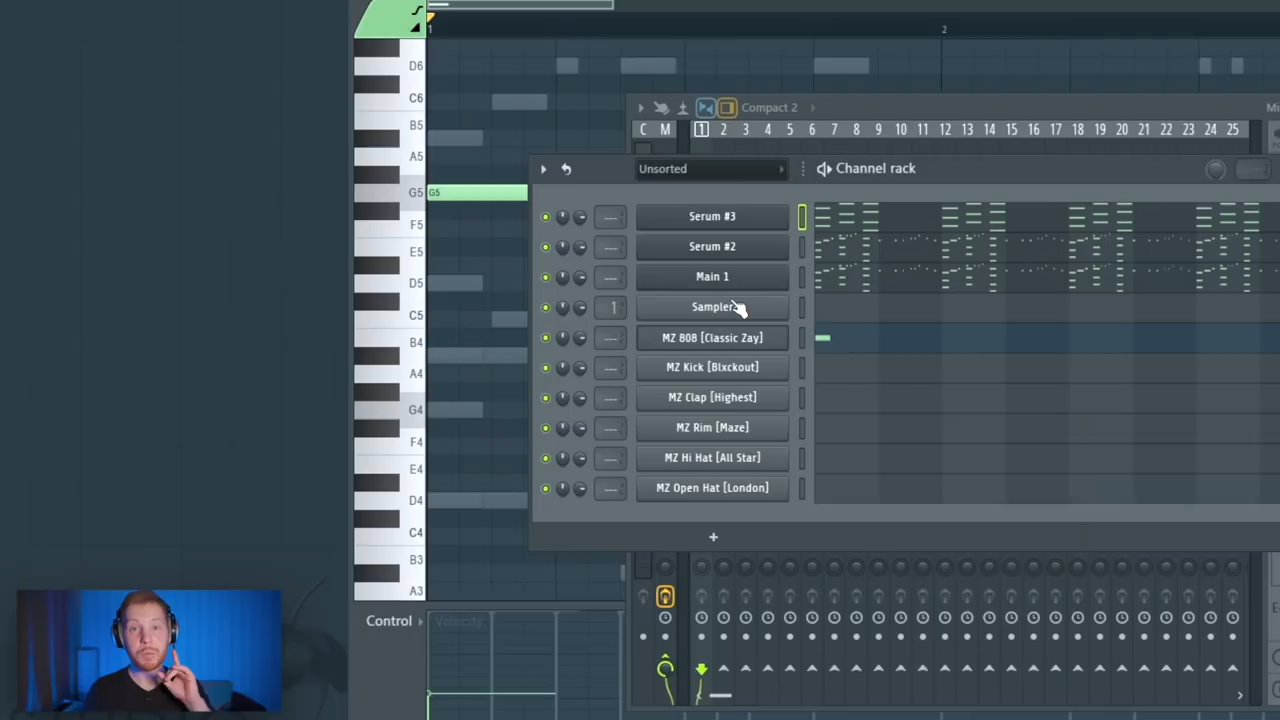 1
2
D6
C6
B5
A5
G5
G5
F5
E5
D5
C5
B4
A4
G4
F4
E4
D4
C4
B3
A3
Compact 2
C M 1 2 3 4 5 6 7 8 9 10 11 12 13 14 15 16 17 18 19 20 21 22 23 24 25
Unsorted
Channel rack
Serum #3
Serum #2
Main 1
1
Sampler
MZ 808 [Classic Zay]
MZ Kick [Blxckout]
MZ Clap [Highest]
MZ Rim [Maze]
MZ Hi Hat [All Star]
MZ Open Hat [London]
+
Control
Velocity